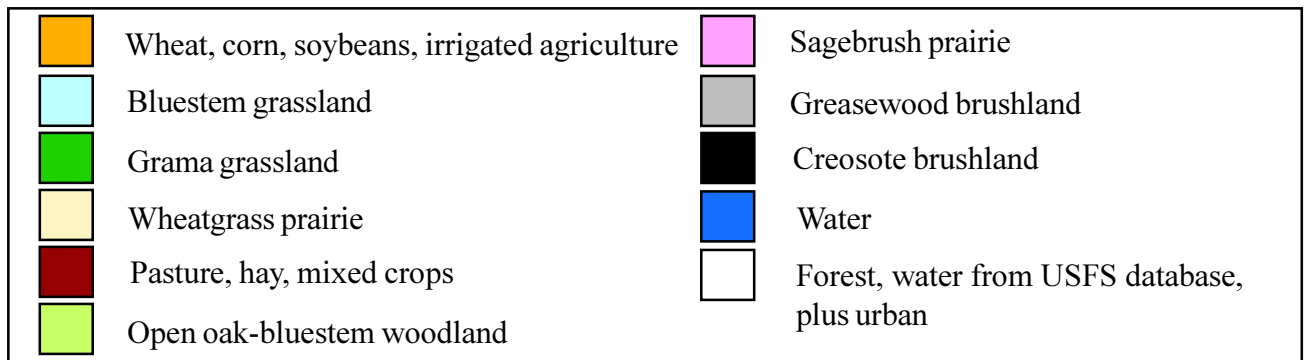 Wheat, corn, soybeans, irrigated agriculture
Bluestem grassland
Grama grassland
Wheatgrass prairie
Pasture, hay, mixed crops
Open oak-bluestem woodland
Sagebrush prairie
Greasewood brushland
Creosote brushland
Water
Forest, water from USFS database,
plus urban